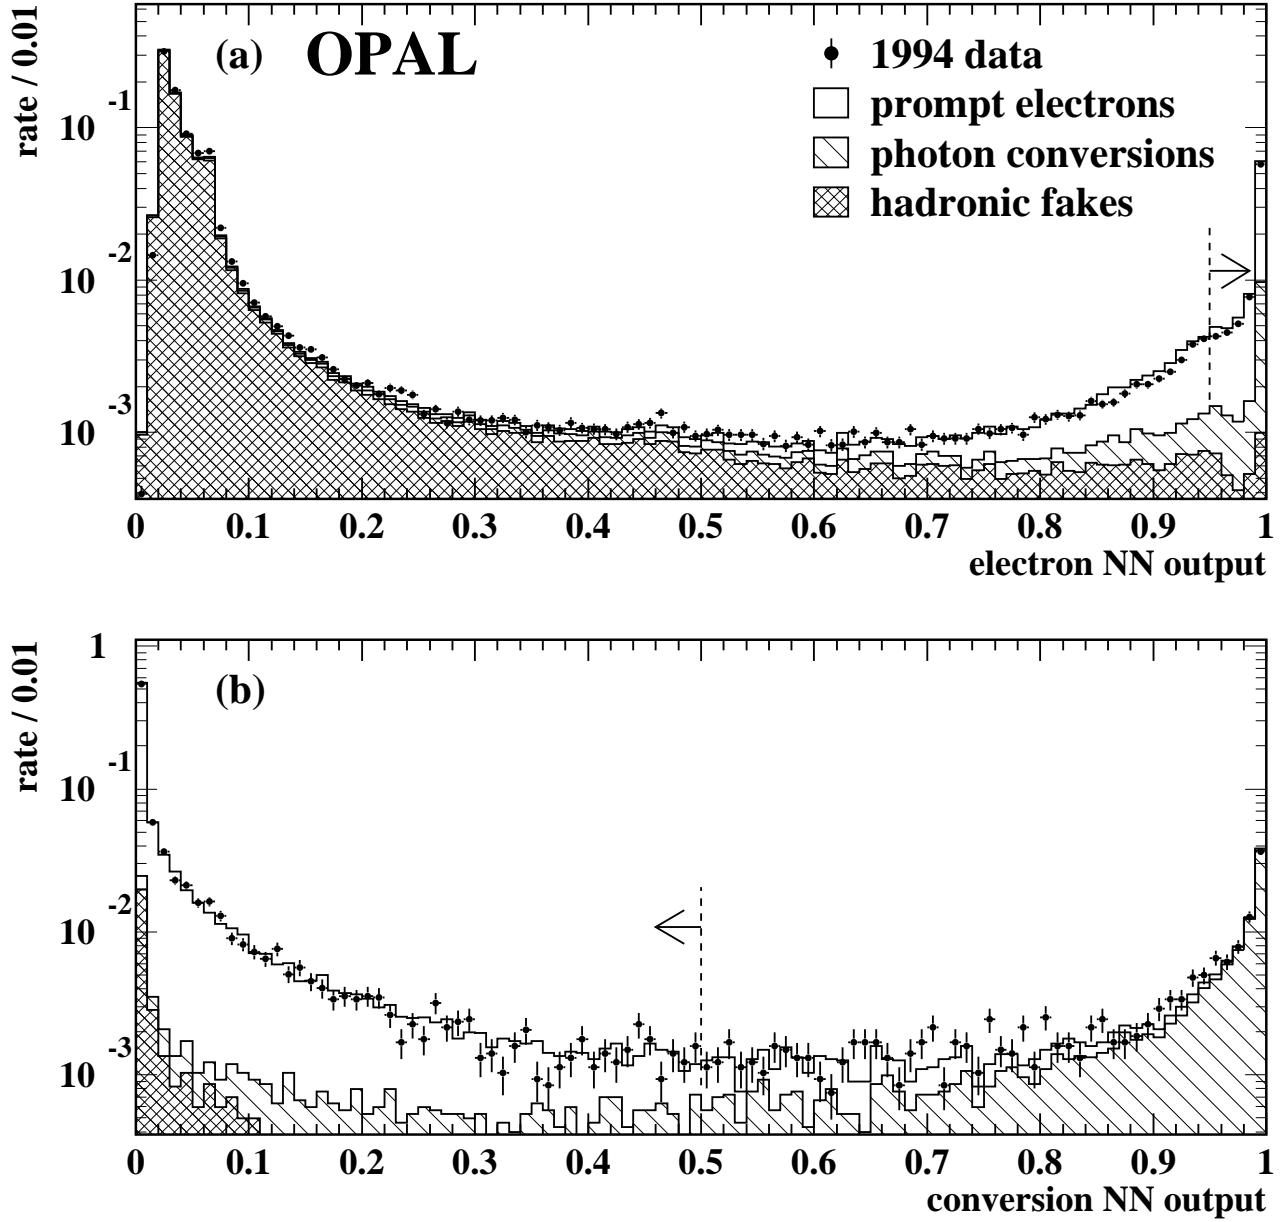 (a) OPAL
1994 data
prompt electrons
photon conversions
hadronic fakes
rate / 0.01
10 -1
10 -2
10 -3
0 0.1 0.2 0.3 0.4 0.5 0.6 0.7 0.8 0.9 1
electron NN output
(b)
rate / 0.01
1
10 -1
10 -2
10 -3
0 0.1 0.2 0.3 0.4 0.5 0.6 0.7 0.8 0.9 1
conversion NN output